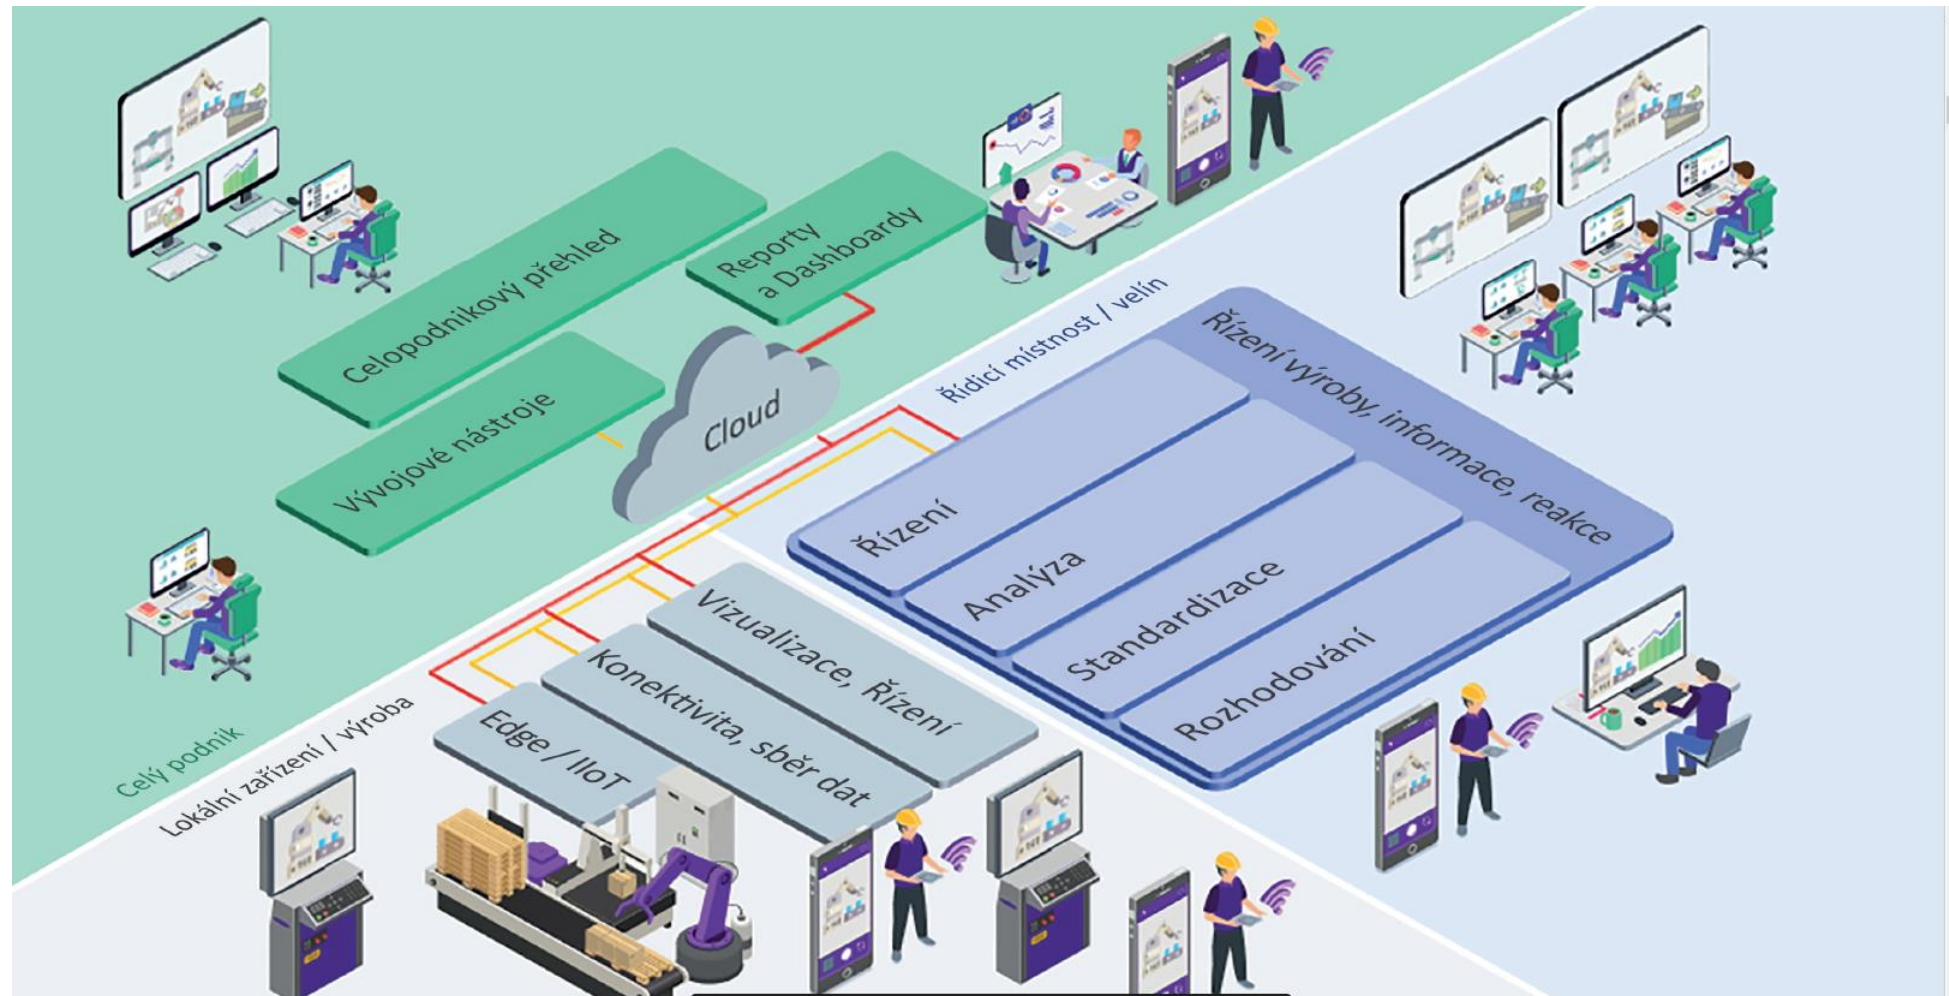 Celopodnikový přehled
Reporty
a Dashboardy
Vývojové nástroje
Cloud
Řídicí místnost / velín
Řízení výroby, informace, reakce
Řízení
Analýza
Standardizace
Rozhodování
Vizualizace, Řízení
Konektivita, sběr dat
Edge / IIoT
Celý podnik
Lokální zařízení / výroba